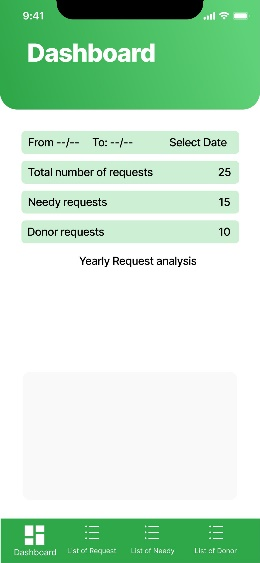 9:41
Dashboard
From --/-- To: --/-- Select Date
Total number of requests 25
Needy requests 15
Donor requests 10
Yearly Request analysis
Dashboard List of Request List of Needy List of Donor